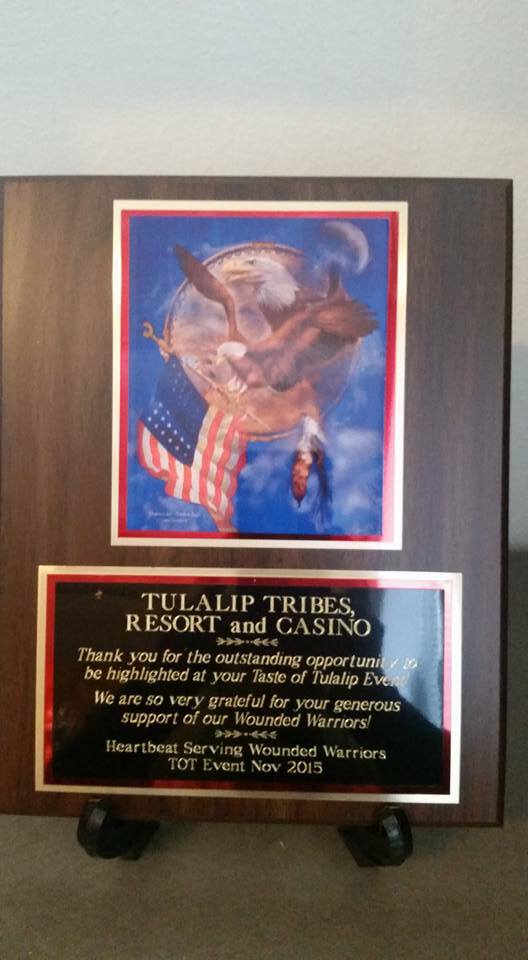 TULALIP TRIBES,
RESORT and CASINO
Thank you for the outstanding opportunity to
be highlighted at your Taste of Tulalip Event!
We are so very grateful for your generous
support of our Wounded Warriors!
Heartbeat Serving Wounded Warriors
TOT Event Nov 2015